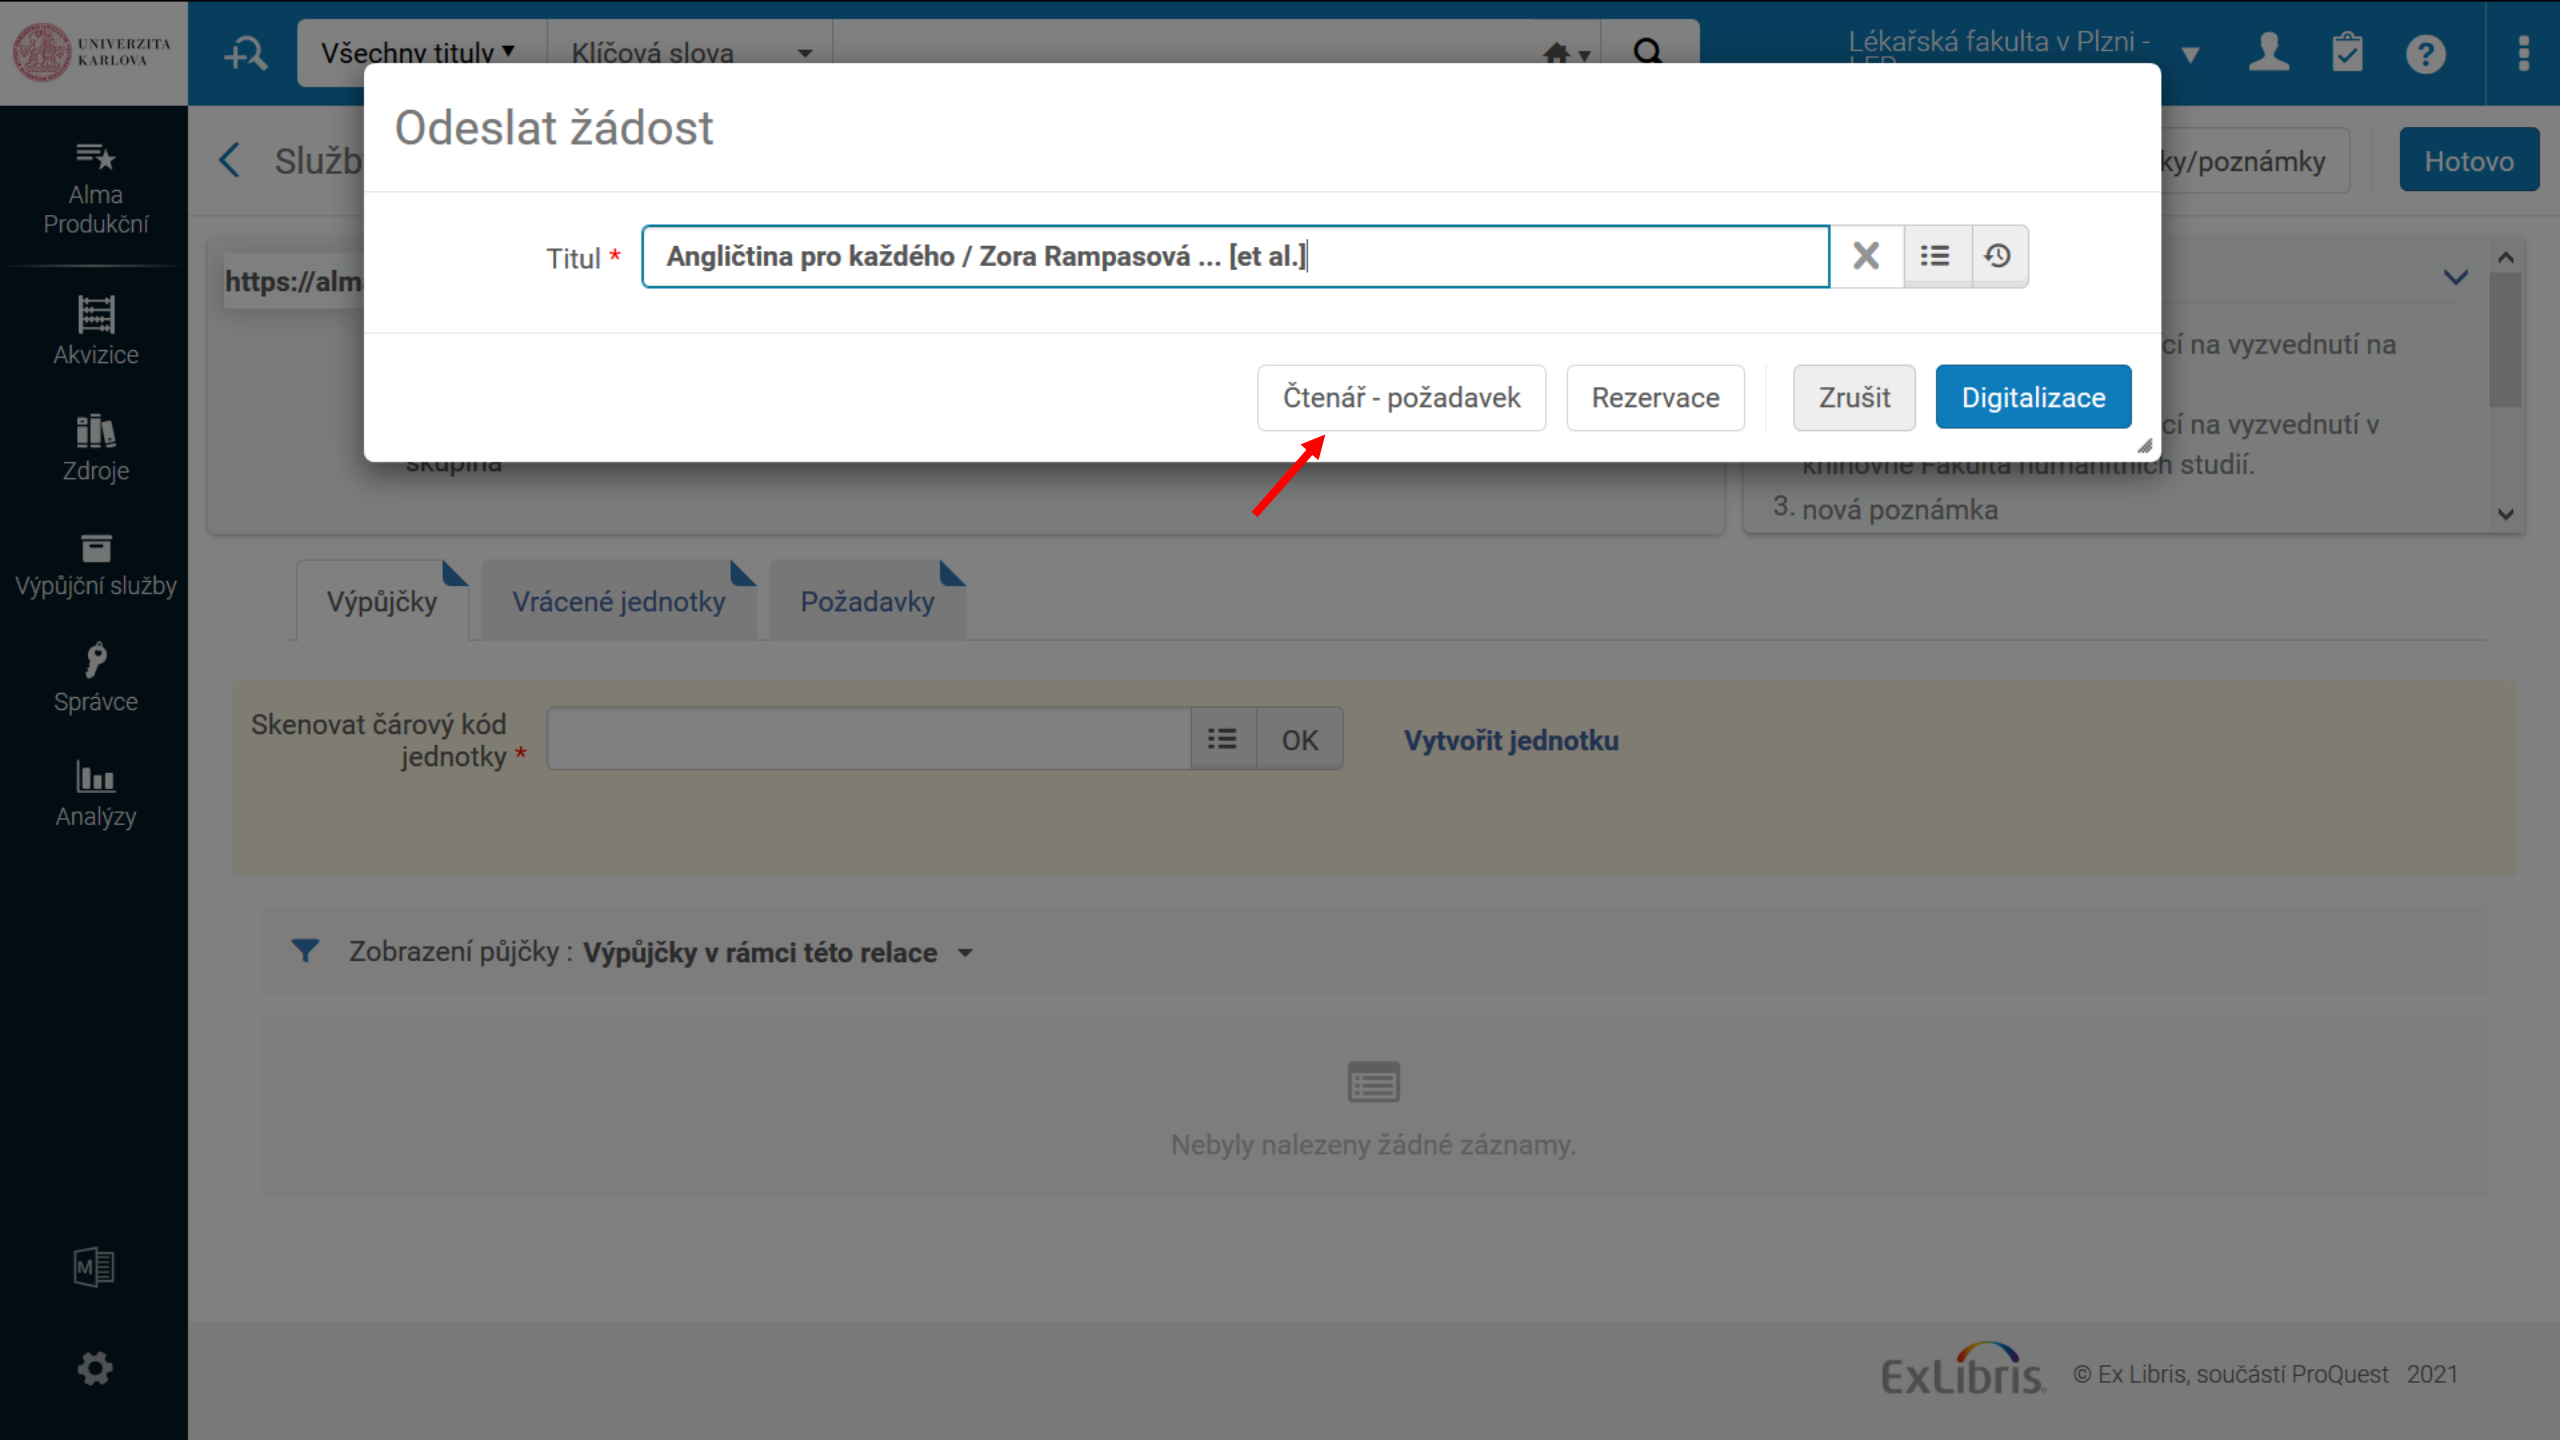 UNIVERZITA
KARLOVA
Všechny tituly
Klíčová slova
Lékařská fakulta v Plzni -
Odeslat žádost
Služb
ky/poznámky
Hotovo
Titul *
Angličtina pro každého / Zora Rampasová ... [et al.]
https://alm
Čtenář - požadavek
Rezervace
Zrušit
Digitalizace
cí na vyzvednutí na
cí na vyzvednutí v
knihovně Fakulta humanitních studií.
3. nová poznámka
skupina
Alma
Produkční
Akvizice
Zdroje
Výpůjční služby
Správce
Analýzy
Výpůjčky
Vrácené jednotky
Požadavky
Skenovat čárový kód
jednotky *
OK
Vytvořit jednotku
Zobrazení půjčky : Výpůjčky v rámci této relace
Nebyly nalezeny žádné záznamy.
ExLibris
© Ex Libris, součástí ProQuest 2021